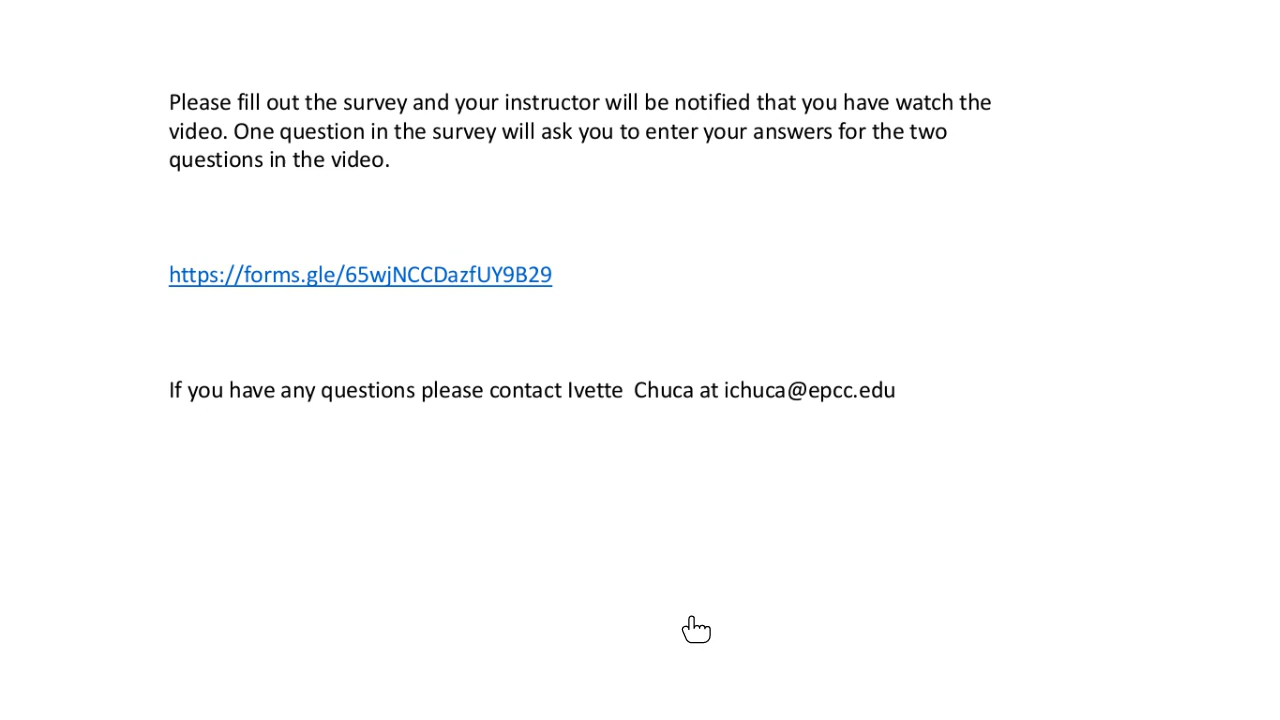 Please fill out the survey and your instructor will be notified that you have watch the
video. One question in the survey will ask you to enter your answers for the two
questions in the video.
https://forms.gle/65wjNCCDazfUY9B29
If you have any questions please contact Ivette  Chuca at ichuca@epcc.edu